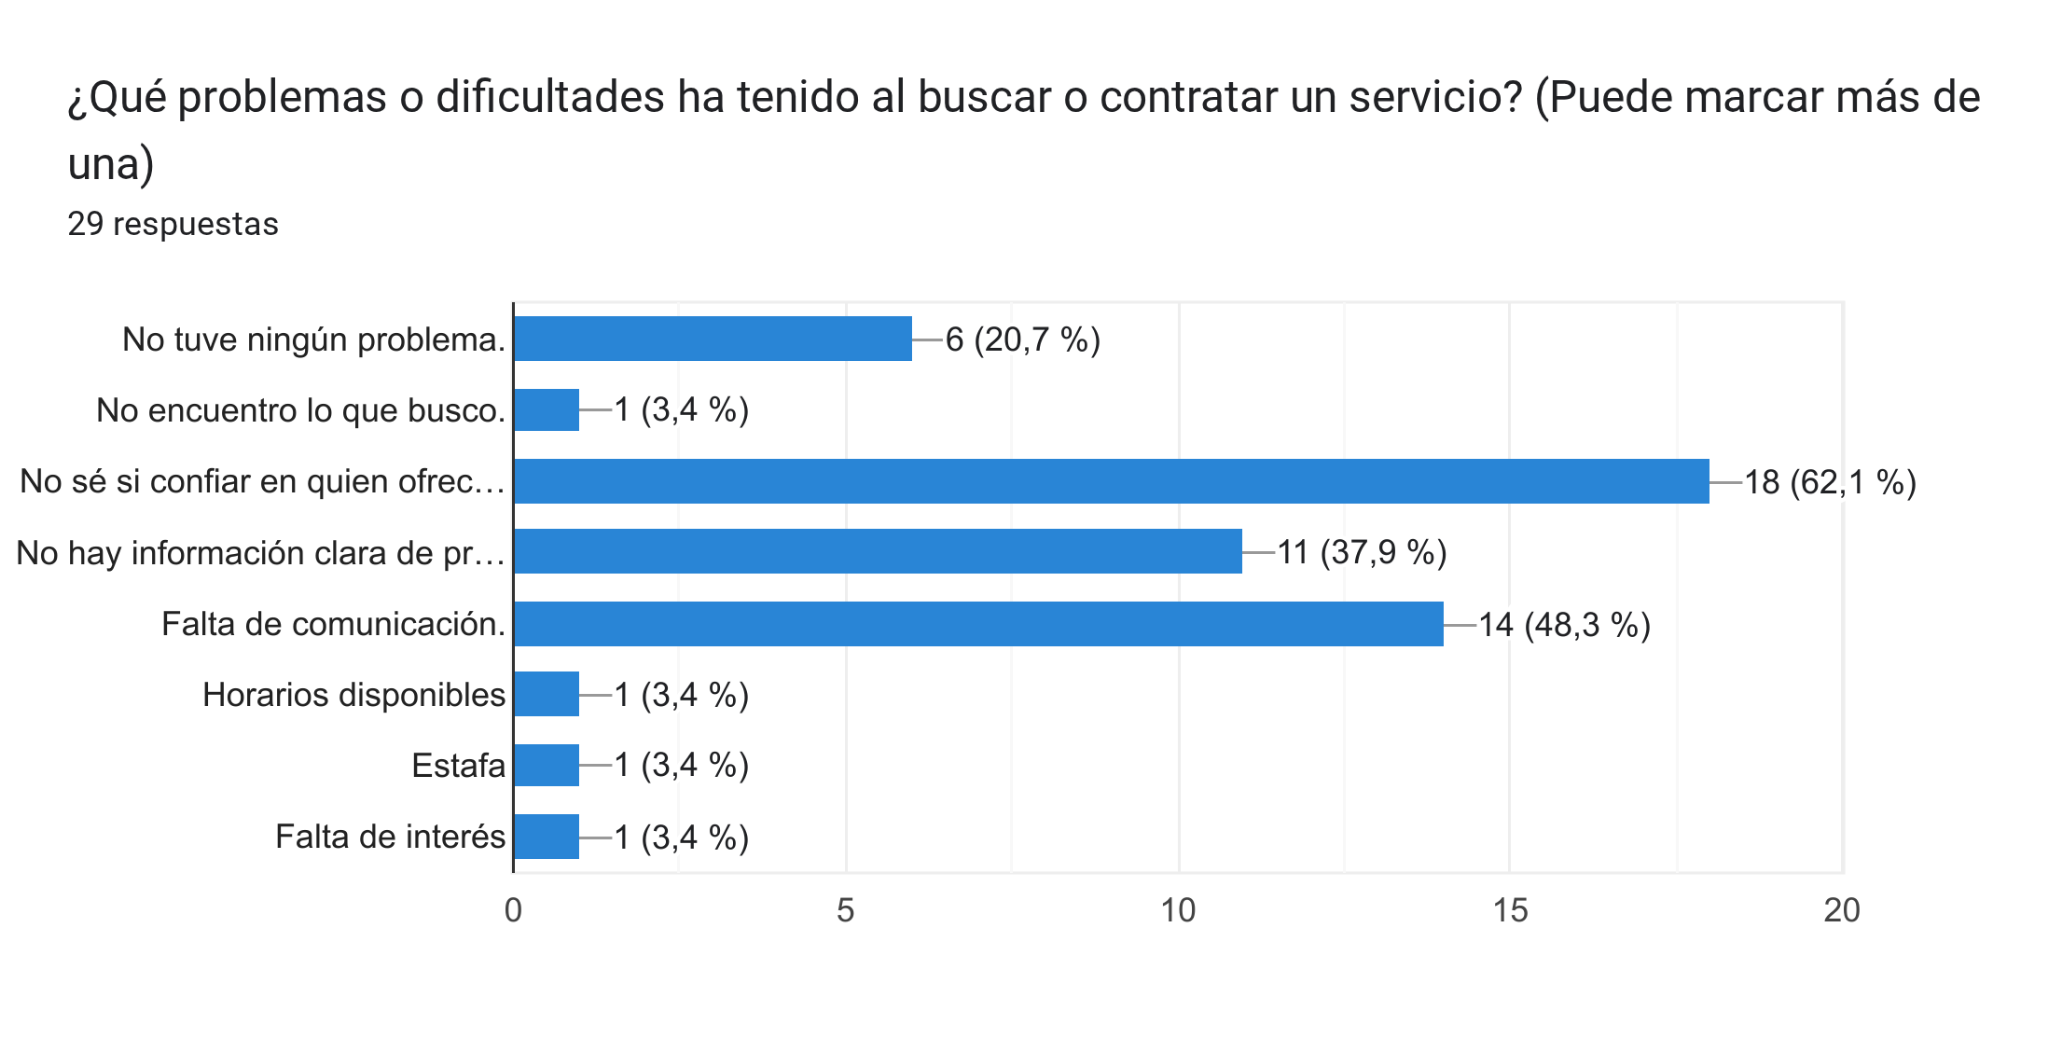 ¿Qué problemas o dificultades ha tenido al buscar o contratar un servicio? (Puede marcar más de
una)
29 respuestas
No tuve ningún problema. 6 (20,7 %)
No encuentro lo que busco. 1 (3,4 %)
No sé si confiar en quien ofrec… 18 (62,1 %)
No hay información clara de pr… 11 (37,9 %)
Falta de comunicación. 14 (48,3 %)
Horarios disponibles 1 (3,4 %)
Estafa 1 (3,4 %)
Falta de interés 1 (3,4 %)
0 5 10 15 20